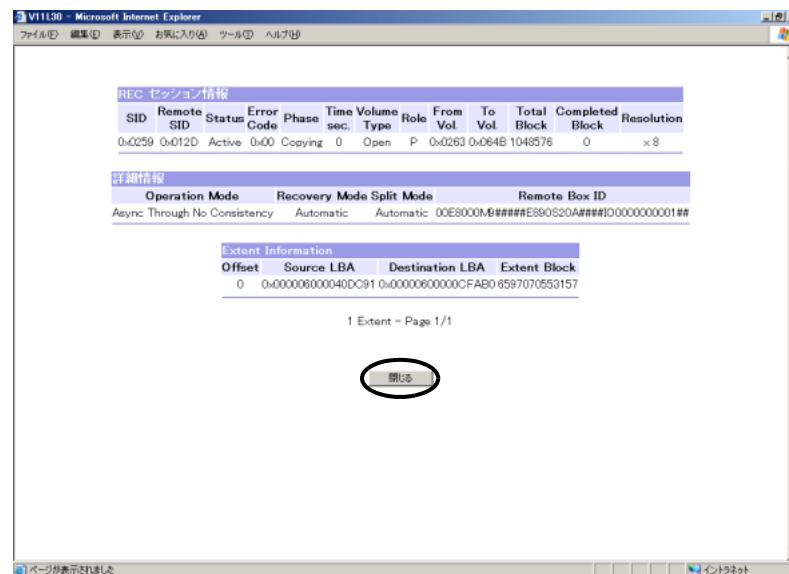 V11L30 - Microsoft Internet Explorer
ファイル(F) 編集(E) 表示(V) お気に入り(A) ツール(T) ヘルプ(H)
REC セッション情報
SID Remote SID Status Error Code Phase Time sec. Volume Type Role From Vol. To Vol. Total Block Completed Block Resolution
0x0259 0x012D Active 0x00 Copying 0 Open P 0x0263 0x064B 1048576 0 ×8
詳細情報
Operation Mode Recovery Mode Split Mode Remote Box ID
Async Through No Consistency Automatic Automatic 00E8000M9#####E890S20A####IO0000000001##
Extent Information
Offset Source LBA Destination LBA Extent Block
0 0x000006000040DC91 0x00000600000CFAB0 6597070553157
1 Extent - Page 1/1
閉じる
ページが表示されました イントラネット